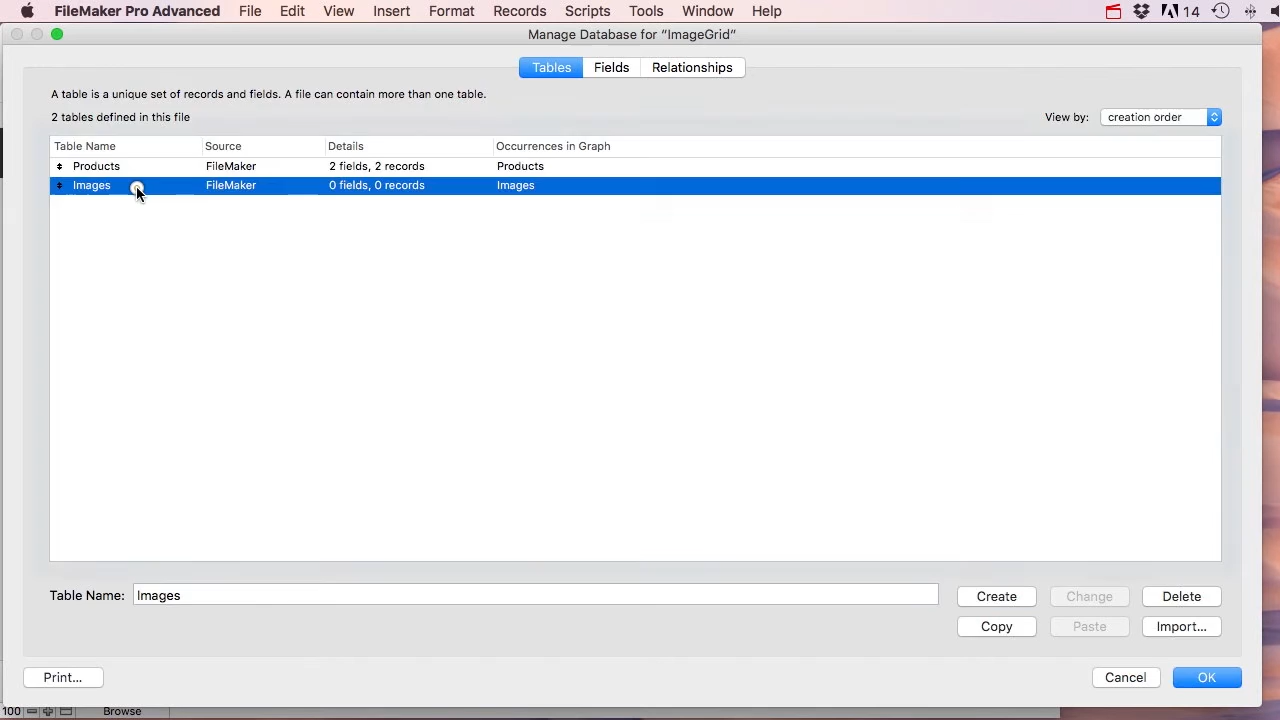 FileMaker Pro Advanced File Edit View Insert Format Records Scripts Tools Window Help 14
Manage Database for “ImageGrid”
Tables Fields Relationships
A table is a unique set of records and fields. A file can contain more than one table.
2 tables defined in this file View by: creation order
Table Name Source Details Occurrences in Graph
Products FileMaker 2 fields, 2 records Products
Images FileMaker 0 fields, 0 records Images
Table Name: Images Create Change Delete
Copy Paste Import...
Print... Cancel OK
100 Browse